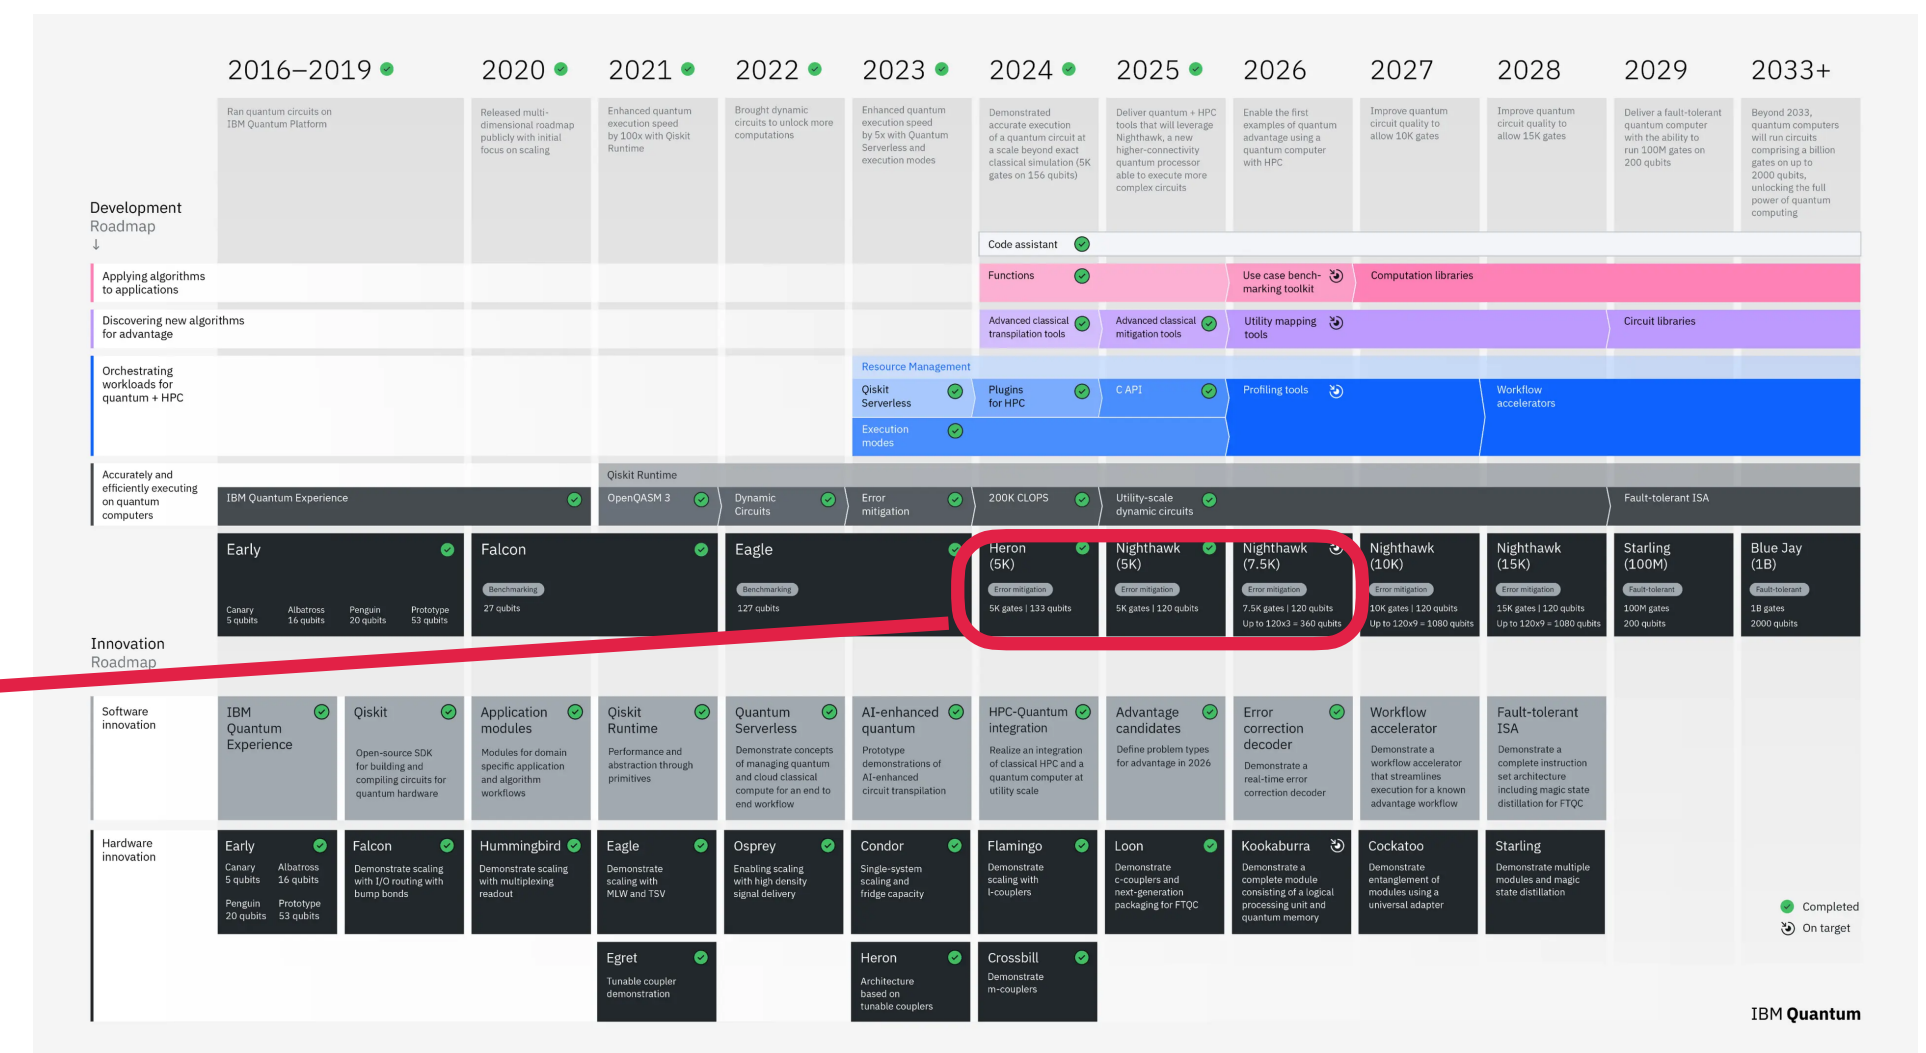 2016–2019
2020
2021
2022
2023
2024
2025
2026
2027
2028
2029
2033+
Ran quantum circuits on
IBM Quantum Platform
Released multi-
dimensional roadmap
publicly with initial
focus on scaling
Enhanced quantum
execution speed
by 100x with Qiskit
Runtime
Brought dynamic
circuits to unlock more
computations
Enhanced quantum
execution speed
by 5x with Quantum
Serverless and
execution modes
Demonstrated
accurate execution
of a quantum circuit at
a scale beyond exact
classical simulation (5K
gates on 156 qubits)
Deliver quantum + HPC
tools that will leverage
Nighthawk, a new
higher-connectivity
quantum processor
able to execute more
complex circuits
Enable the first
examples of quantum
advantage using a
quantum computer
with HPC
Improve quantum
circuit quality to
allow 10K gates
Improve quantum
circuit quality to
allow 15K gates
Deliver a fault-tolerant
quantum computer
with the ability to
run 100M gates on
200 qubits
Beyond 2033,
quantum computers
will run circuits
comprising a billion
gates on up to
2000 qubits,
unlocking the full
power of quantum
computing
Development
Roadmap
↓
Code assistant
Applying algorithms
to applications
Functions
Use case bench-
marking toolkit
Computation libraries
Discovering new algorithms
for advantage
Advanced classical
transpilation tools
Advanced classical
mitigation tools
Utility mapping
tools
Circuit libraries
Orchestrating
workloads for
quantum + HPC
Resource Management
Qiskit
Serverless
Plugins
for HPC
C API
Profiling tools
Workflow
accelerators
Execution
modes
Accurately and
efficiently executing
on quantum
computers
Qiskit Runtime
IBM Quantum Experience
OpenQASM 3
Dynamic
Circuits
Error
mitigation
200K CLOPS
Utility-scale
dynamic circuits
Fault-tolerant ISA
Early
Canary
5 qubits
Albatross
16 qubits
Penguin
20 qubits
Prototype
53 qubits
Falcon
Benchmarking
27 qubits
Eagle
Benchmarking
127 qubits
Heron
(5K)
Error mitigation
5K gates | 133 qubits
Nighthawk
(5K)
Error mitigation
5K gates | 120 qubits
Nighthawk
(7.5K)
Error mitigation
7.5K gates | 120 qubits
Up to 120x3 = 360 qubits
Nighthawk
(10K)
Error mitigation
10K gates | 120 qubits
Up to 120x9 = 1080 qubits
Nighthawk
(15K)
Error mitigation
15K gates | 120 qubits
Up to 120x9 = 1080 qubits
Starling
(100M)
Fault-tolerant
100M gates
200 qubits
Blue Jay
(1B)
Fault-tolerant
1B gates
2000 qubits
Innovation
Roadmap
Software
innovation
IBM
Quantum
Experience
Qiskit
Open-source SDK
for building and
compiling circuits for
quantum hardware
Application
modules
Modules for domain
specific application
and algorithm
workflows
Qiskit
Runtime
Performance and
abstraction through
primitives
Quantum
Serverless
Demonstrate concepts
of managing quantum
and cloud classical
compute for an end to
end workflow
AI-enhanced
quantum
Prototype
demonstrations of
AI-enhanced
circuit transpilation
HPC-Quantum
integration
Realize an integration
of classical HPC and a
quantum computer at
utility scale
Advantage
candidates
Define problem types
for advantage in 2026
Error
correction
decoder
Demonstrate a
real-time error
correction decoder
Workflow
accelerator
Demonstrate a
workflow accelerator
that streamlines
execution for a known
advantage workflow
Fault-tolerant
ISA
Demonstrate a
complete instruction
set architecture
including magic state
distillation for FTQC
Hardware
innovation
Early
Canary
5 qubits
Albatross
16 qubits
Penguin
20 qubits
Prototype
53 qubits
Falcon
Demonstrate scaling
with I/O routing with
bump bonds
Hummingbird
Demonstrate scaling
with multiplexing
readout
Eagle
Demonstrate
scaling with
MLW and TSV
Osprey
Enabling scaling
with high density
signal delivery
Condor
Single-system
scaling and
fridge capacity
Flamingo
Demonstrate
scaling with
l-couplers
Loon
Demonstrate
c-couplers and
next-generation
packaging for FTQC
Kookaburra
Demonstrate a
complete module
consisting of a logical
processing unit and
quantum memory
Cockatoo
Demonstrate
entanglement of
modules using a
universal adapter
Starling
Demonstrate multiple
modules and magic
state distillation
Egret
Tunable coupler
demonstration
Heron
Architecture
based on
tunable couplers
Crossbill
Demonstrate
m-couplers
Completed
On target
IBM Quantum